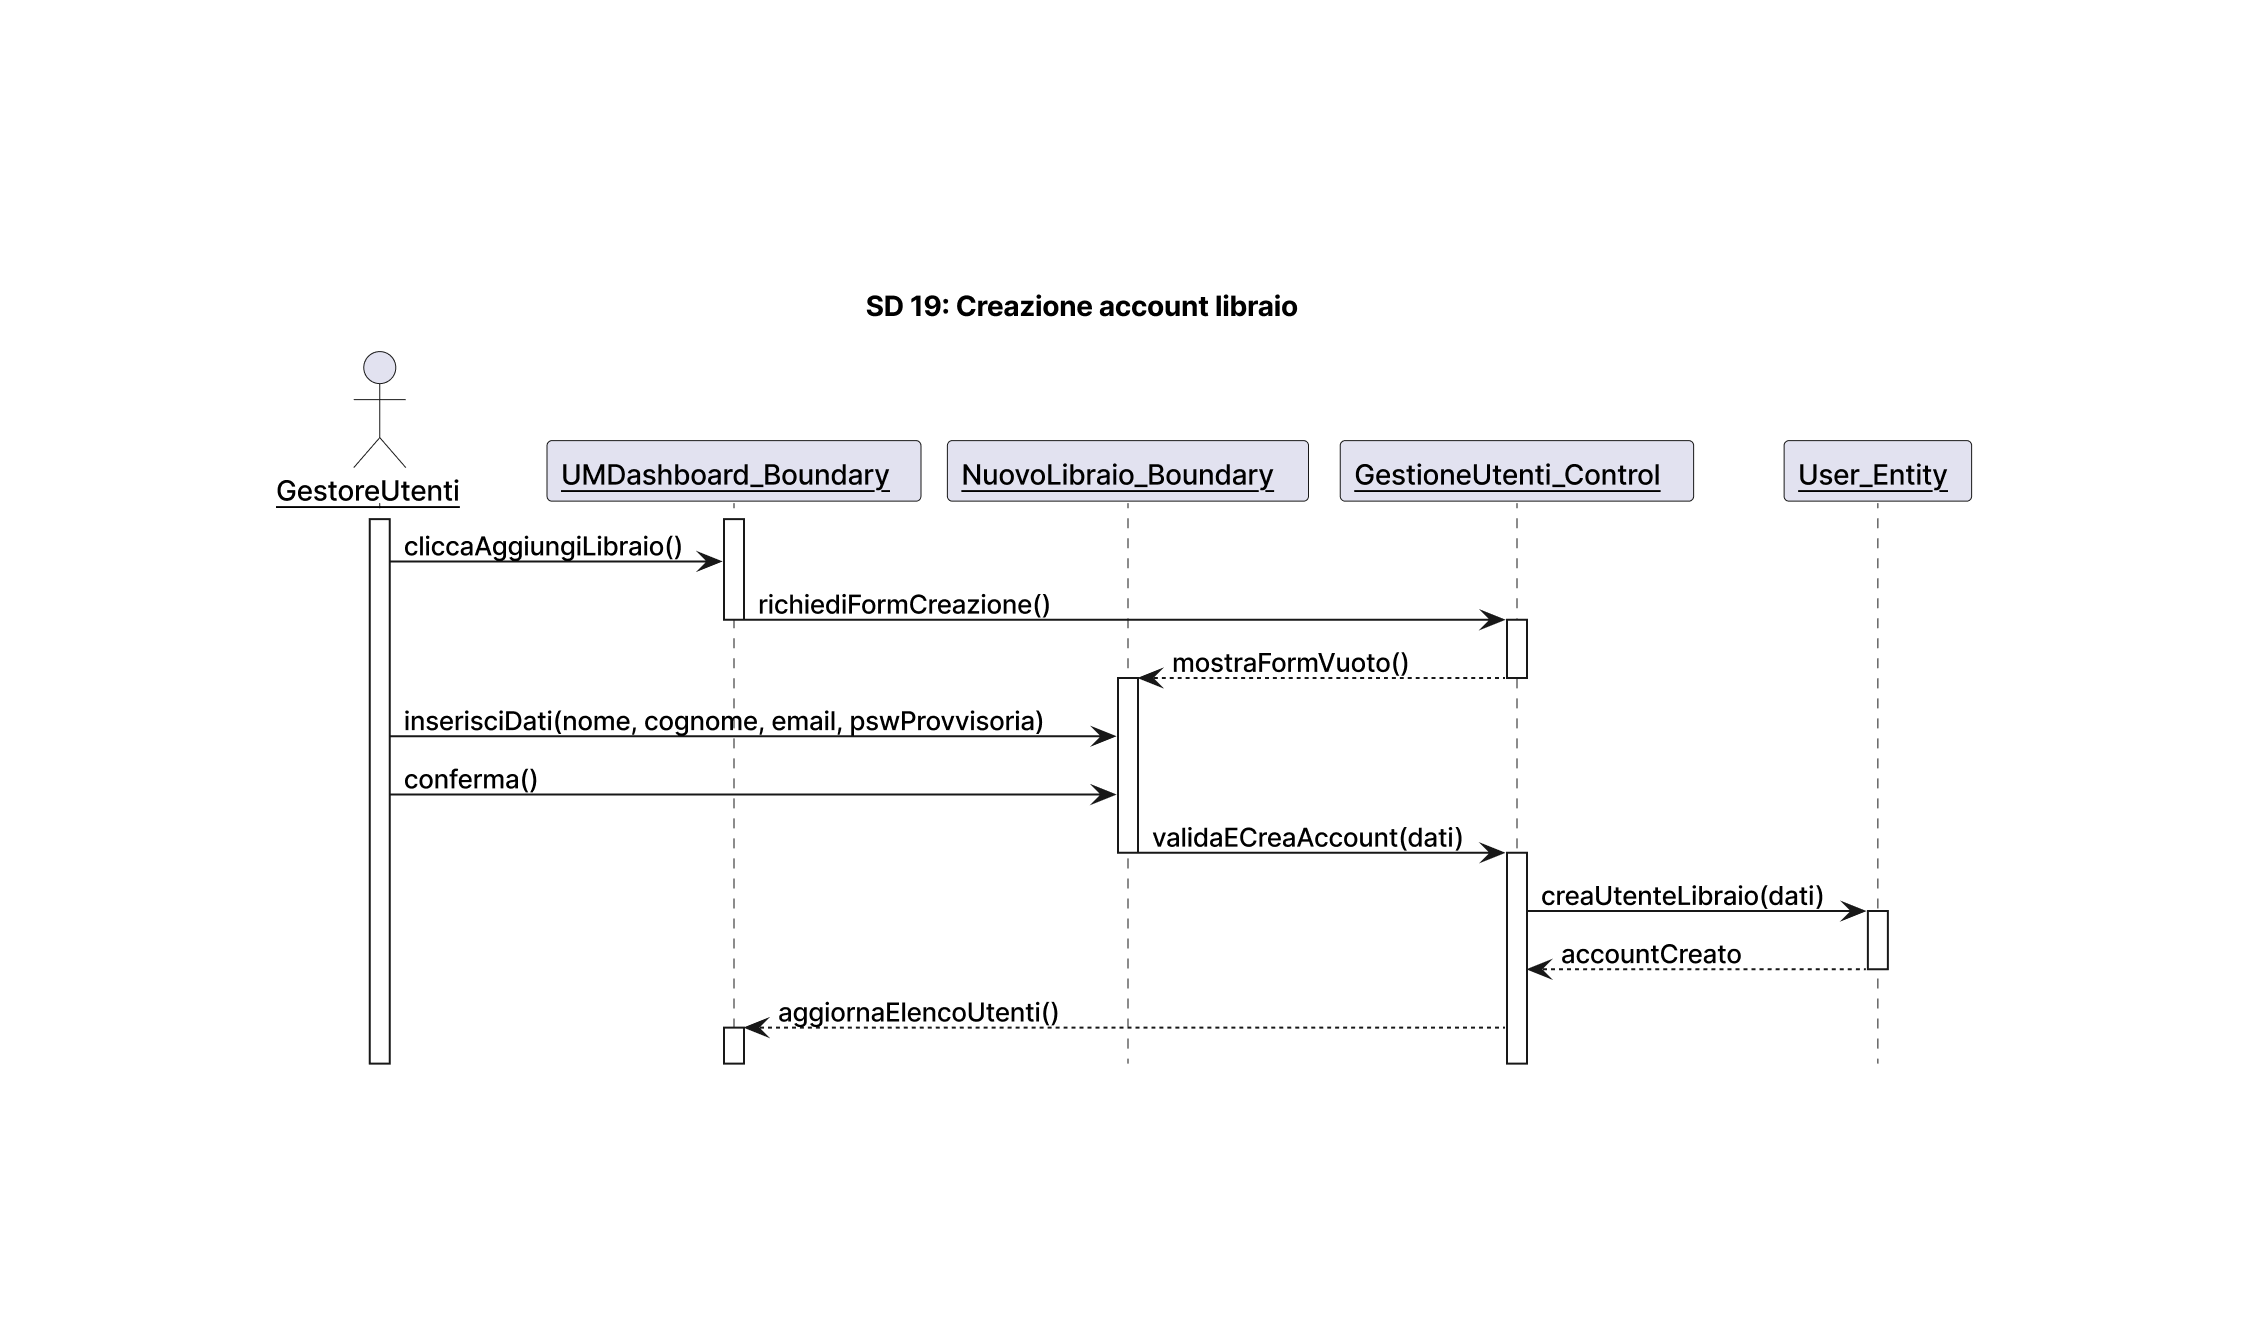 SD 19: Creazione account libraio
GestoreUtenti
UMDashboard_Boundary
NuovoLibraio_Boundary
GestioneUtenti_Control
User_Entity
cliccaAggiungiLibraio()
richiediFormCreazione()
mostraFormVuoto()
inserisciDati(nome, cognome, email, pswProvvisoria)
conferma()
validaECreaAccount(dati)
creaUtenteLibraio(dati)
accountCreato
aggiornaElencoUtenti()